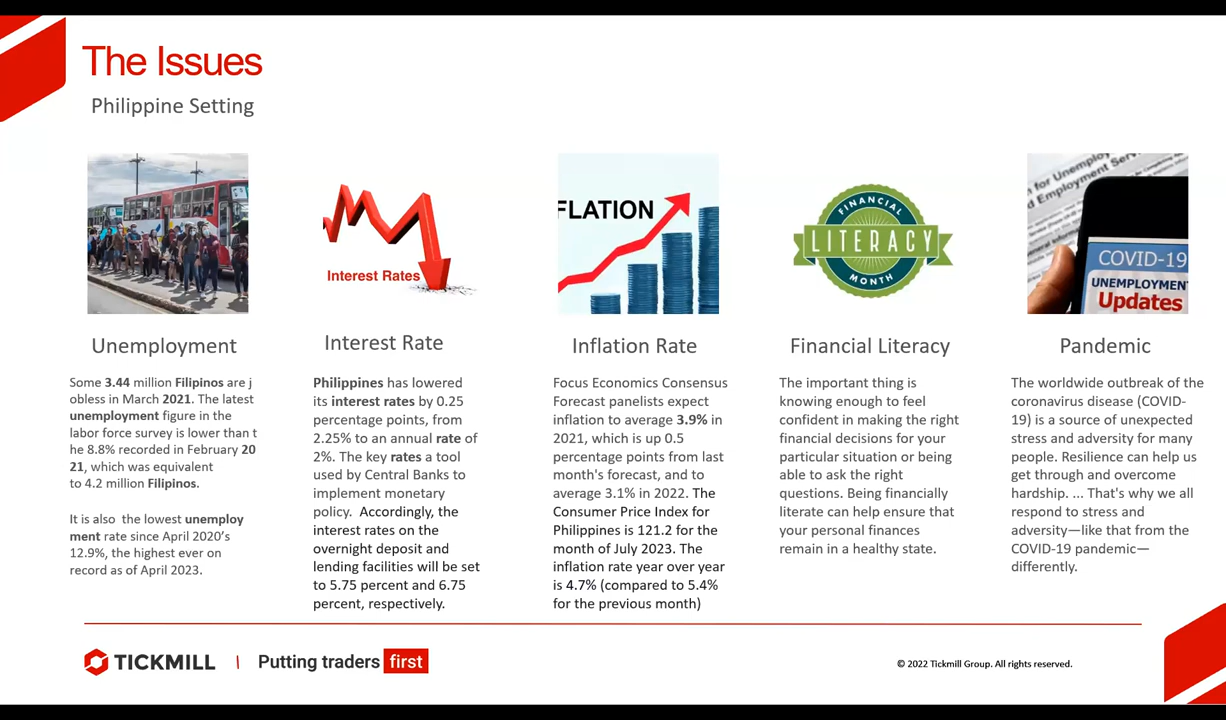 The Issues
Philippine Setting
Interest Rates
FLATION
FINANCIAL
LITERACY
MONTH
for Unemploy
d Employment Serv
COVID-19
UNEMPLOYMEN
Updates
Unemployment
Some 3.44 million Filipinos are j
obless in March 2021. The latest
unemployment figure in the
labor force survey is lower than t
he 8.8% recorded in February 20
21, which was equivalent
to 4.2 million Filipinos.
It is also the lowest unemploy
ment rate since April 2020's
12.9%, the highest ever on
record as of April 2023.
Interest Rate
Philippines has lowered
its interest rates by 0.25
percentage points, from
2.25% to an annual rate of
2%. The key rates a tool
used by Central Banks to
implement monetary
policy. Accordingly, the
interest rates on the
overnight deposit and
lending facilities will be set
to 5.75 percent and 6.75
percent, respectively.
Inflation Rate
Focus Economics Consensus
Forecast panelists expect
inflation to average 3.9% in
2021, which is up 0.5
percentage points from last
month's forecast, and to
average 3.1% in 2022. The
Consumer Price Index for
Philippines is 121.2 for the
month of July 2023. The
inflation rate year over year
is 4.7% (compared to 5.4%
for the previous month)
Financial Literacy
The important thing is
knowing enough to feel
confident in making the right
financial decisions for your
particular situation or being
able to ask the right
questions. Being financially
literate can help ensure that
your personal finances
remain in a healthy state.
Pandemic
The worldwide outbreak of the
coronavirus disease (COVID-
19) is a source of unexpected
stress and adversity for many
people. Resilience can help us
get through and overcome
hardship. ... That's why we all
respond to stress and
adversity—like that from the
COVID-19 pandemic—
differently.
TICKMILL | Putting traders first
© 2022 Tickmill Group. All rights reserved.